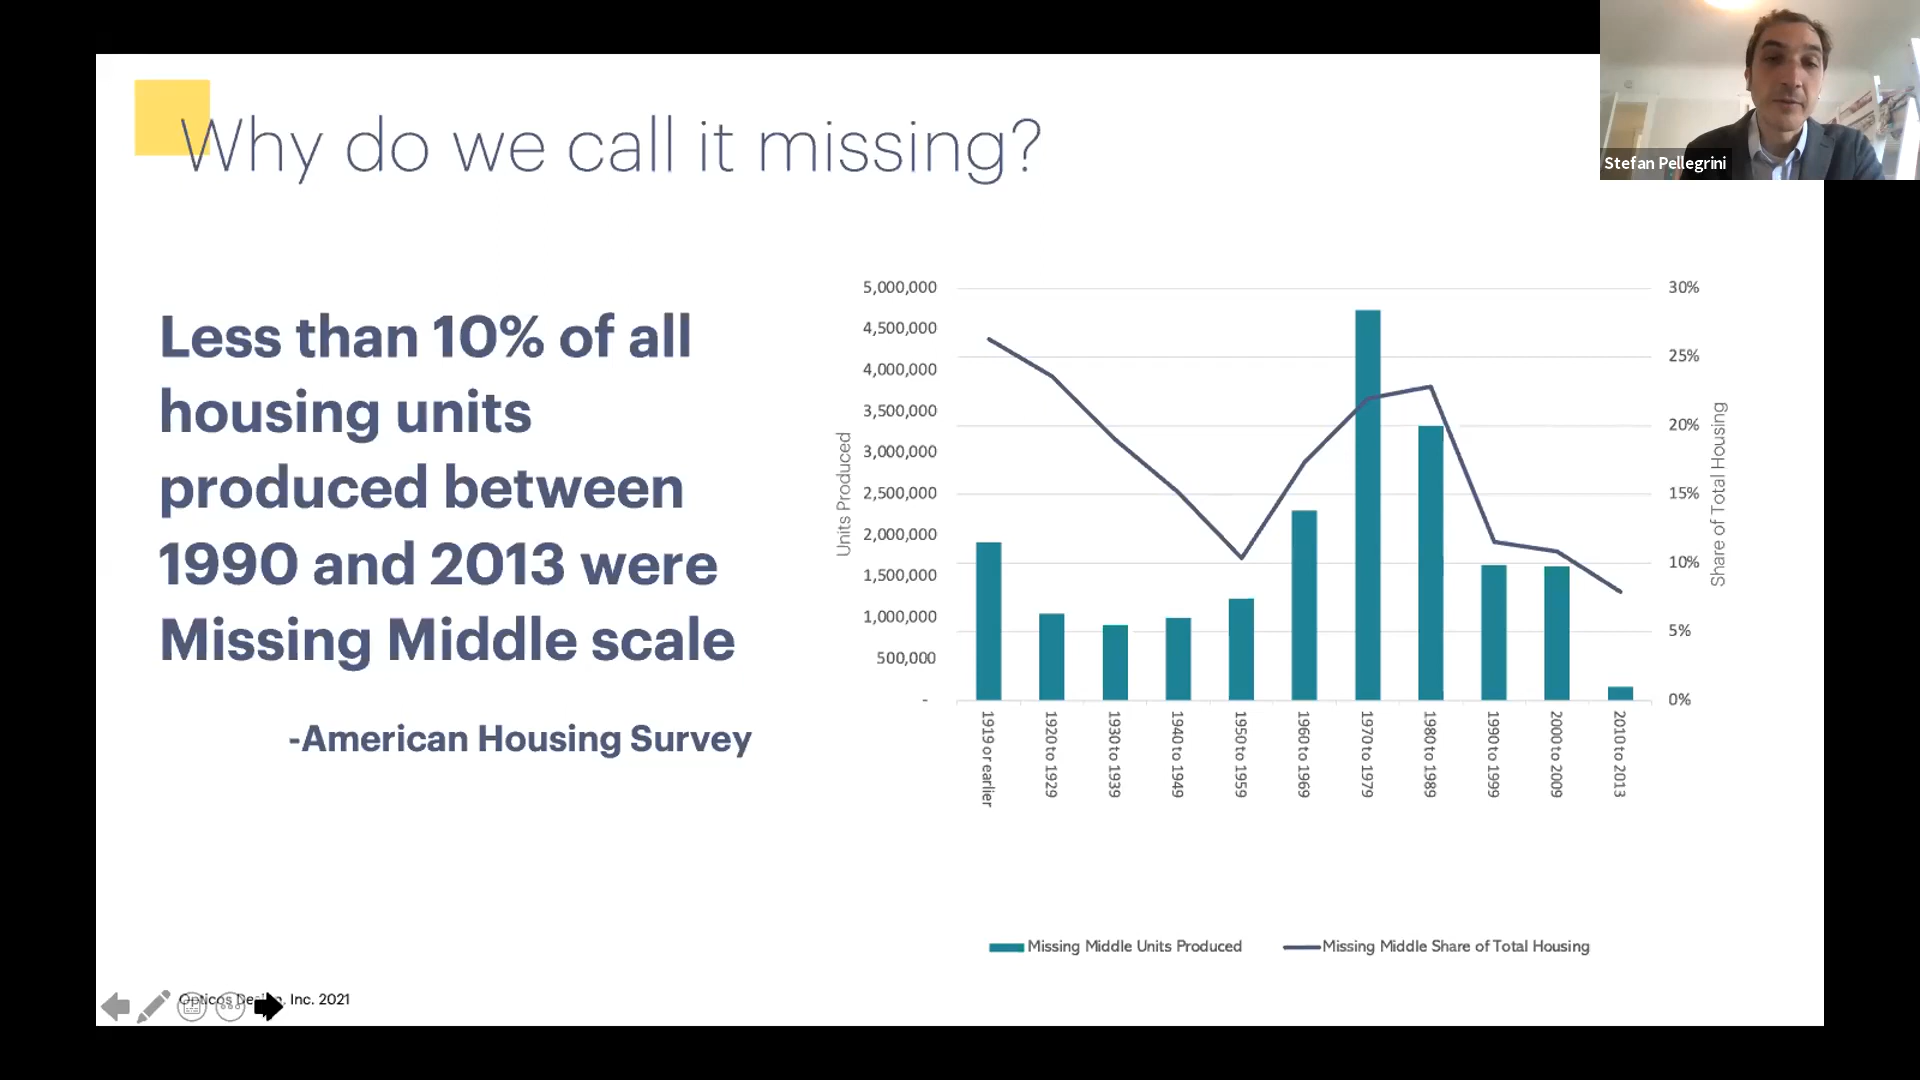 Why do we call it missing?
Stefan Pellegrini
Less than 10% of all
housing units
produced between
1990 and 2013 were
Missing Middle scale
-American Housing Survey
Units Produced
5,000,000
4,500,000
4,000,000
3,500,000
3,000,000
2,500,000
2,000,000
1,500,000
1,000,000
500,000
-
30%
25%
20%
15%
10%
5%
0%
Share of Total Housing
1919 or earlier
1920 to 1929
1930 to 1939
1940 to 1949
1950 to 1959
1960 to 1969
1970 to 1979
1980 to 1989
1990 to 1999
2000 to 2009
2010 to 2013
Missing Middle Units Produced
Missing Middle Share of Total Housing
Opticos Inc. 2021